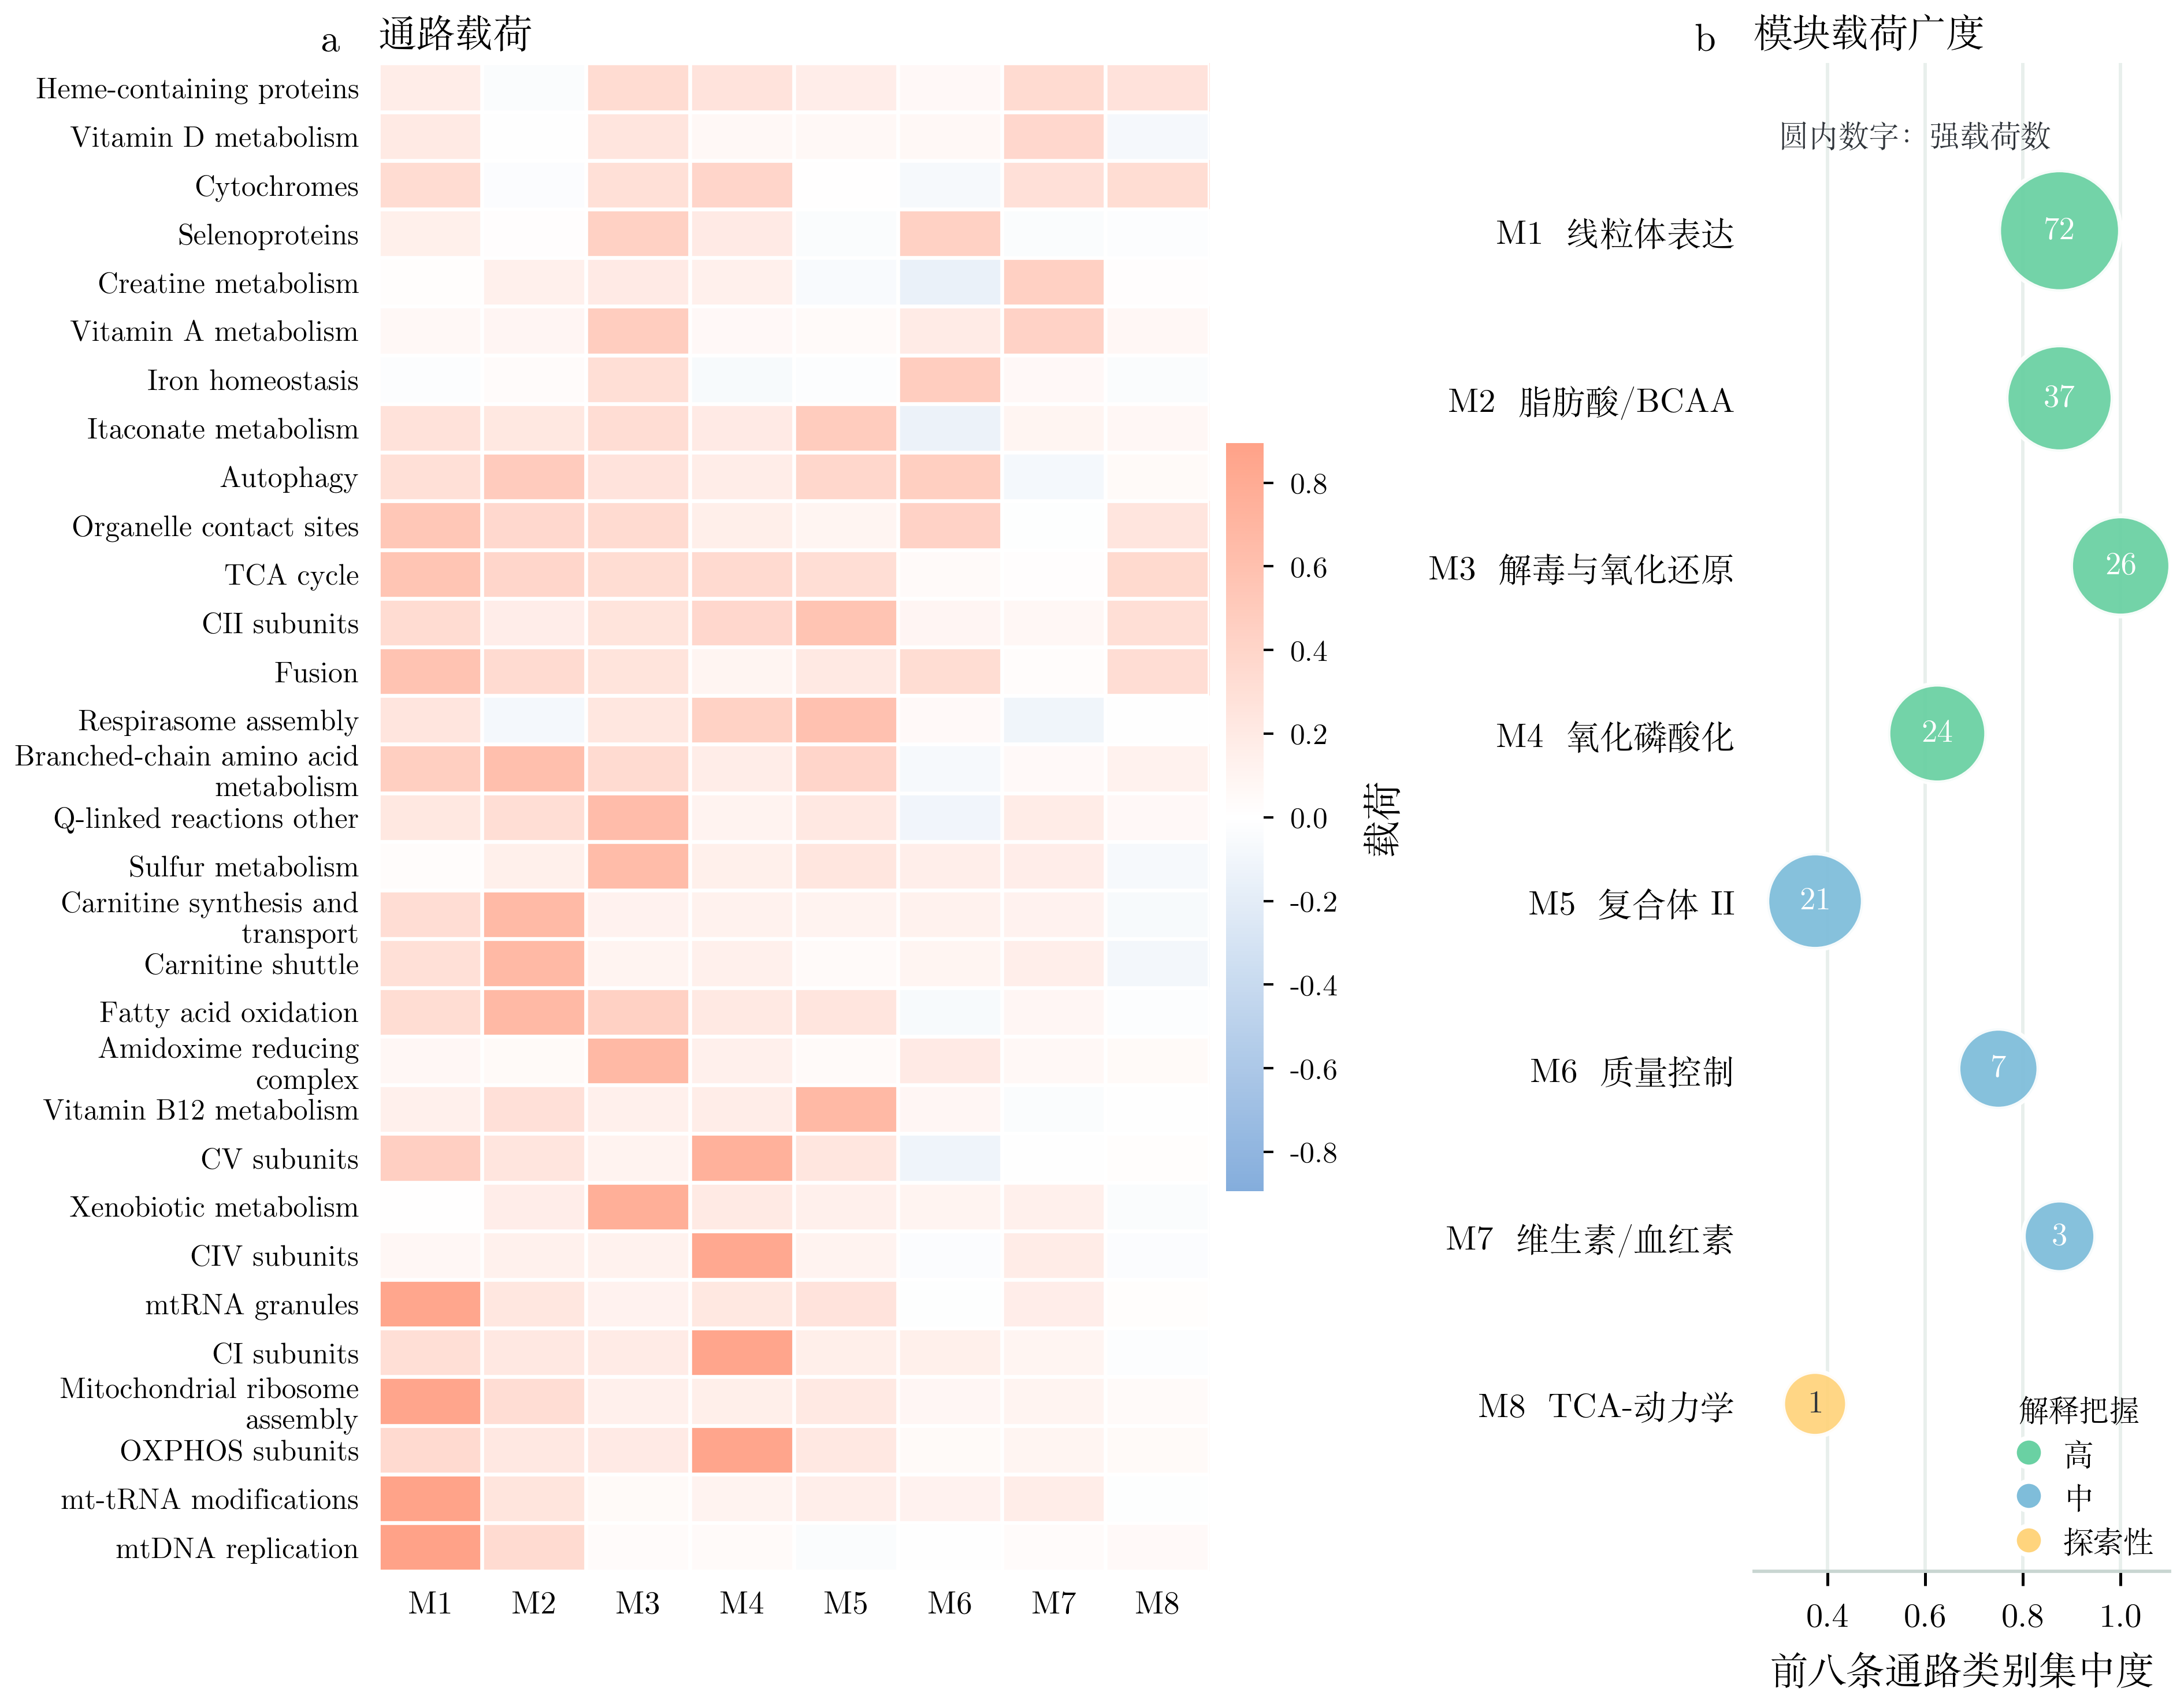 a 通路载荷
Heme-containing proteins
Vitamin D metabolism
Cytochromes
Selenoproteins
Creatine metabolism
Vitamin A metabolism
Iron homeostasis
Itaconate metabolism
Autophagy
Organelle contact sites
TCA cycle
CII subunits
Fusion
Respirasome assembly
Branched-chain amino acid
metabolism
Q-linked reactions other
Sulfur metabolism
Carnitine synthesis and
transport
Carnitine shuttle
Fatty acid oxidation
Amidoxime reducing
complex
Vitamin B12 metabolism
CV subunits
Xenobiotic metabolism
CIV subunits
mtRNA granules
CI subunits
Mitochondrial ribosome
assembly
OXPHOS subunits
mt-tRNA modifications
mtDNA replication
M1 M2 M3 M4 M5 M6 M7 M8
0.8
0.6
0.4
0.2
0.0
-0.2
-0.4
-0.6
-0.8
载荷
b 模块载荷广度
圆内数字：强载荷数
M1 线粒体表达 72
M2 脂肪酸/BCAA 37
M3 解毒与氧化还原 26
M4 氧化磷酸化 24
M5 复合体 II 21
M6 质量控制 7
M7 维生素/血红素 3
M8 TCA-动力学 1
解释把握
高
中
探索性
0.4 0.6 0.8 1.0
前八条通路类别集中度